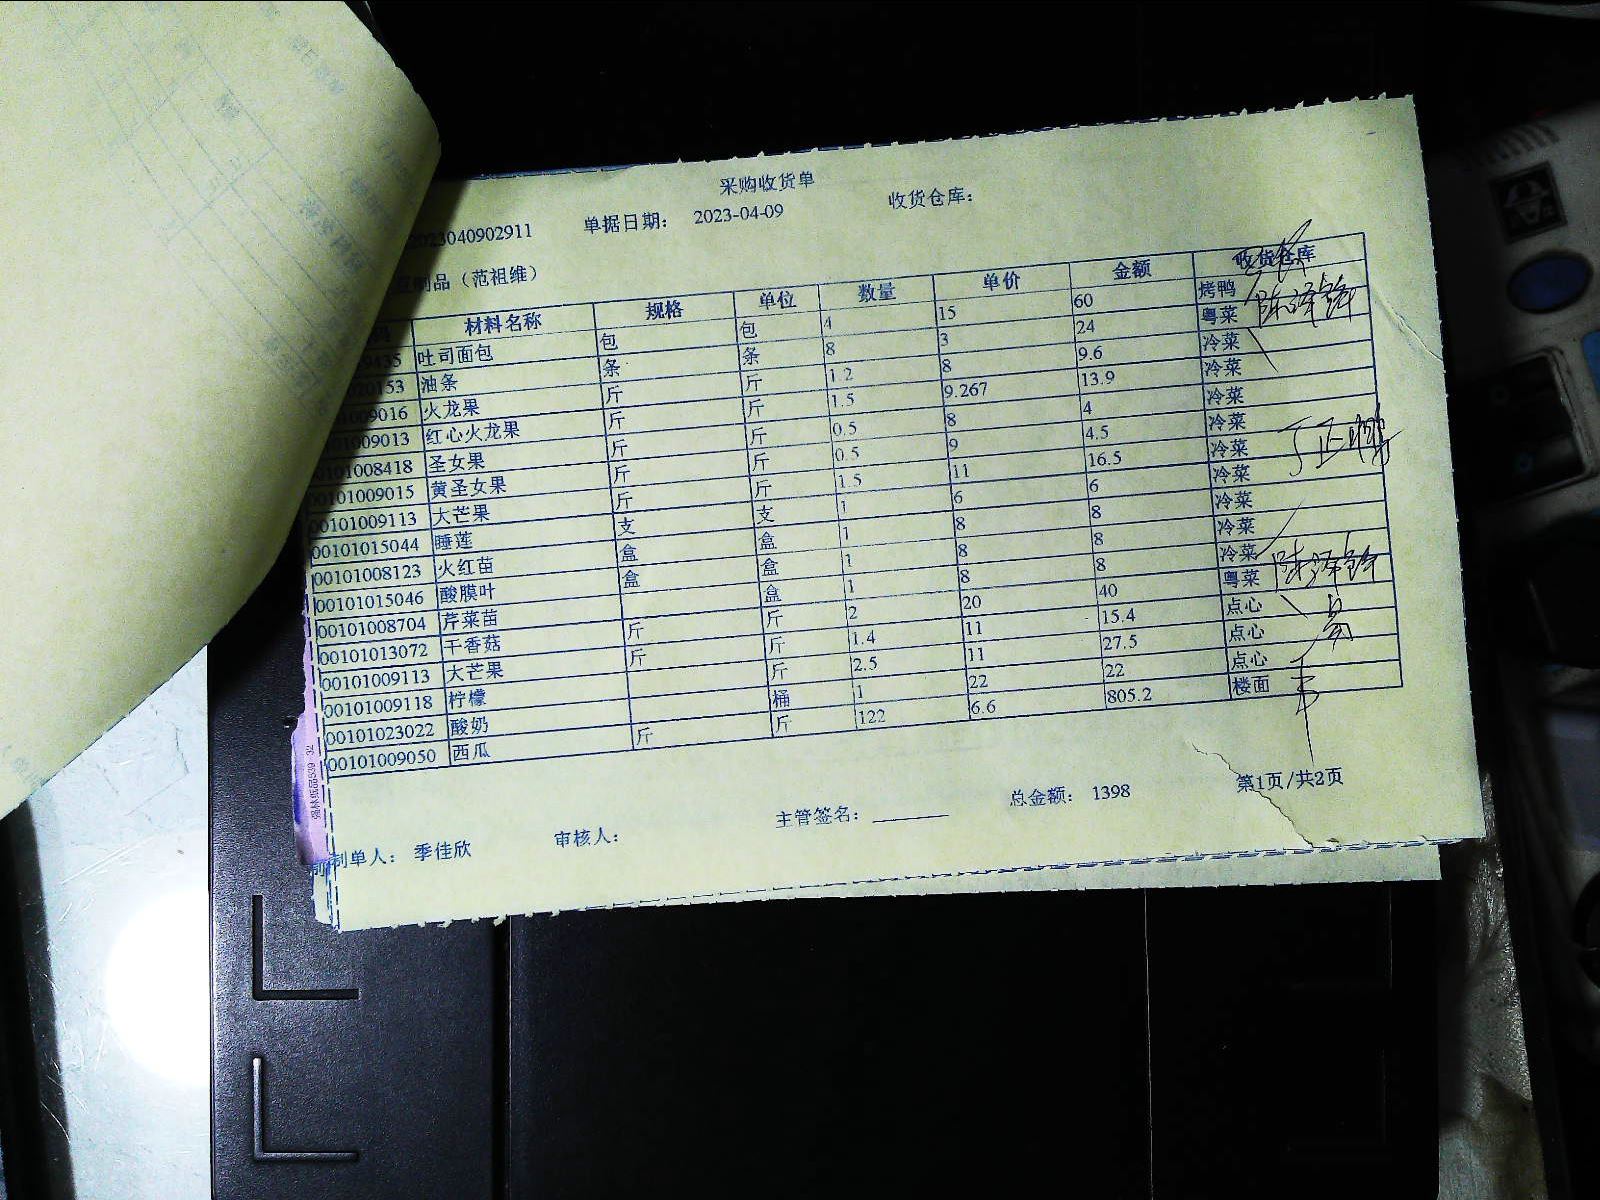 采购收货单
2023040902911 单据日期: 2023-04-09 收货仓库:
豆制品（范祖维）
码 材料名称 规格 单位 数量 单价 金额 收货仓库
9435 吐司面包 包 包 4 15 60 烤鸭
020153 油条 条 条 8 3 24 粤菜
1009016 火龙果 斤 斤 1.2 8 9.6 冷菜
01009013 红心火龙果 斤 斤 1.5 9.267 13.9 冷菜
0101008418 圣女果 斤 斤 0.5 8 4 冷菜
00101009015 黄圣女果 斤 斤 0.5 9 4.5 冷菜
00101009113 大芒果 斤 斤 1.5 11 16.5 冷菜
00101015044 睡莲 支 支 1 6 6 冷菜
00101008123 火红苗 盒 盒 1 8 8 冷菜
00101015046 酸膜叶 盒 盒 1 8 8 冷菜
00101008704 芹菜苗 盒 1 8 8 冷菜
00101013072 干香菇 斤 斤 2 20 40 粤菜
00101009113 大芒果 斤 斤 1.4 11 15.4 点心
00101009118 柠檬 斤 2.5 11 27.5 点心
00101023022 酸奶 桶 1 22 22 点心
00101009050 西瓜 斤 斤 122 6.6 805.2 楼面
制单人: 季佳欣 审核人: 主管签名: 总金额: 1398 第1页/共2页